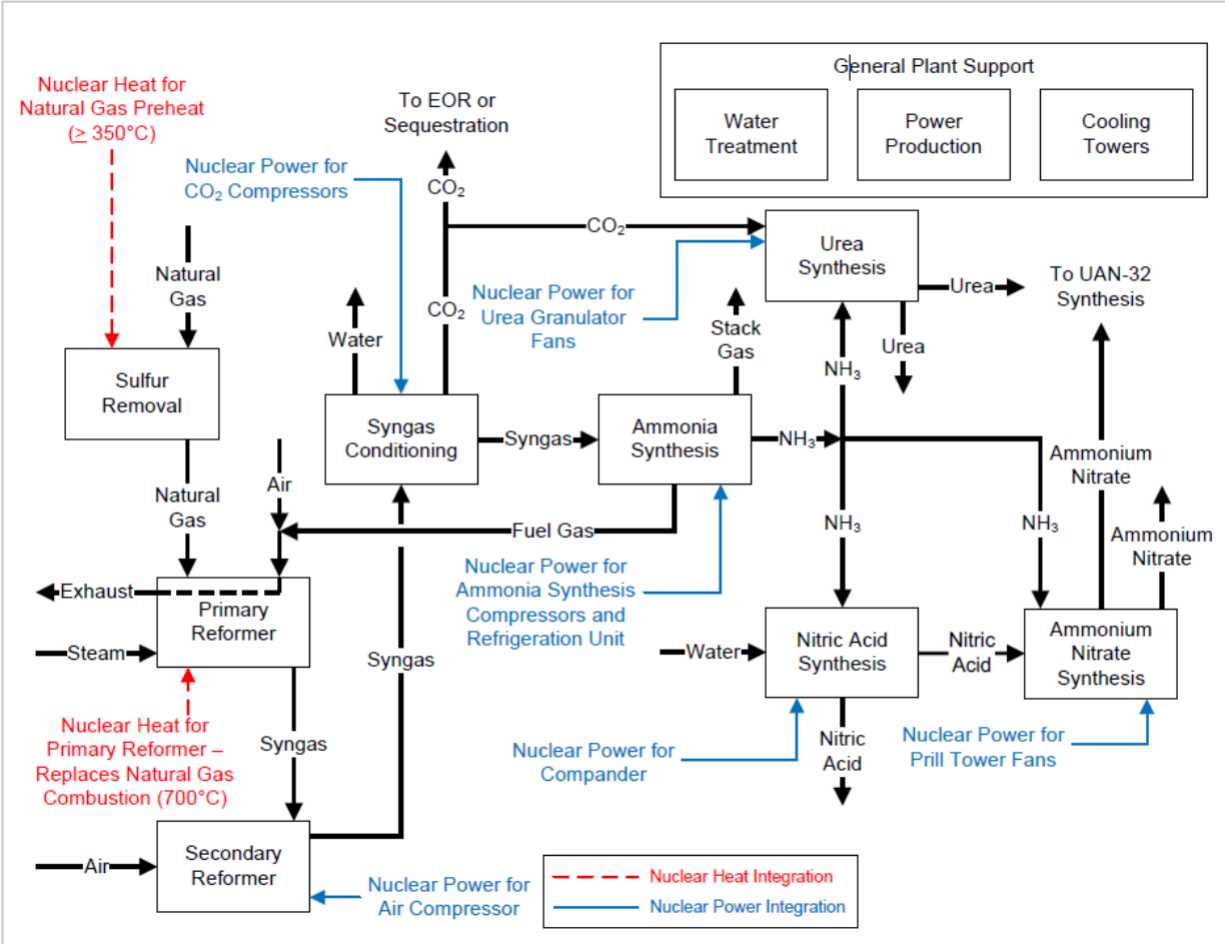 General Plant Support
Water
Treatment
Power
Production
Cooling
Towers
Nuclear Heat for
Natural Gas Preheat
(≥ 350°C)
To EOR or
Sequestration
Nuclear Power for
CO₂ Compressors
CO₂
CO₂
Urea
Synthesis
Natural
Gas
Nuclear Power for
Urea Granulator
Fans
Urea
To UAN-32
Synthesis
CO₂
Water
Stack
Gas
Urea
NH₃
Sulfur
Removal
Syngas
Conditioning
Syngas
Ammonia
Synthesis
NH₃
Ammonium
Nitrate
Natural
Gas
Air
Fuel Gas
NH₃
NH₃
Ammonium
Nitrate
Exhaust
Primary
Reformer
Steam
Nuclear Power for
Ammonia Synthesis
Compressors and
Refrigeration Unit
Syngas
Water
Nitric Acid
Synthesis
Nitric
Acid
Ammonium
Nitrate
Synthesis
Nuclear Heat for
Primary Reformer –
Replaces Natural Gas
Combustion (700°C)
Syngas
Nuclear Power for
Compander
Nitric
Acid
Nuclear Power for
Prill Tower Fans
Air
Secondary
Reformer
Nuclear Power for
Air Compressor
Nuclear Heat Integration
Nuclear Power Integration